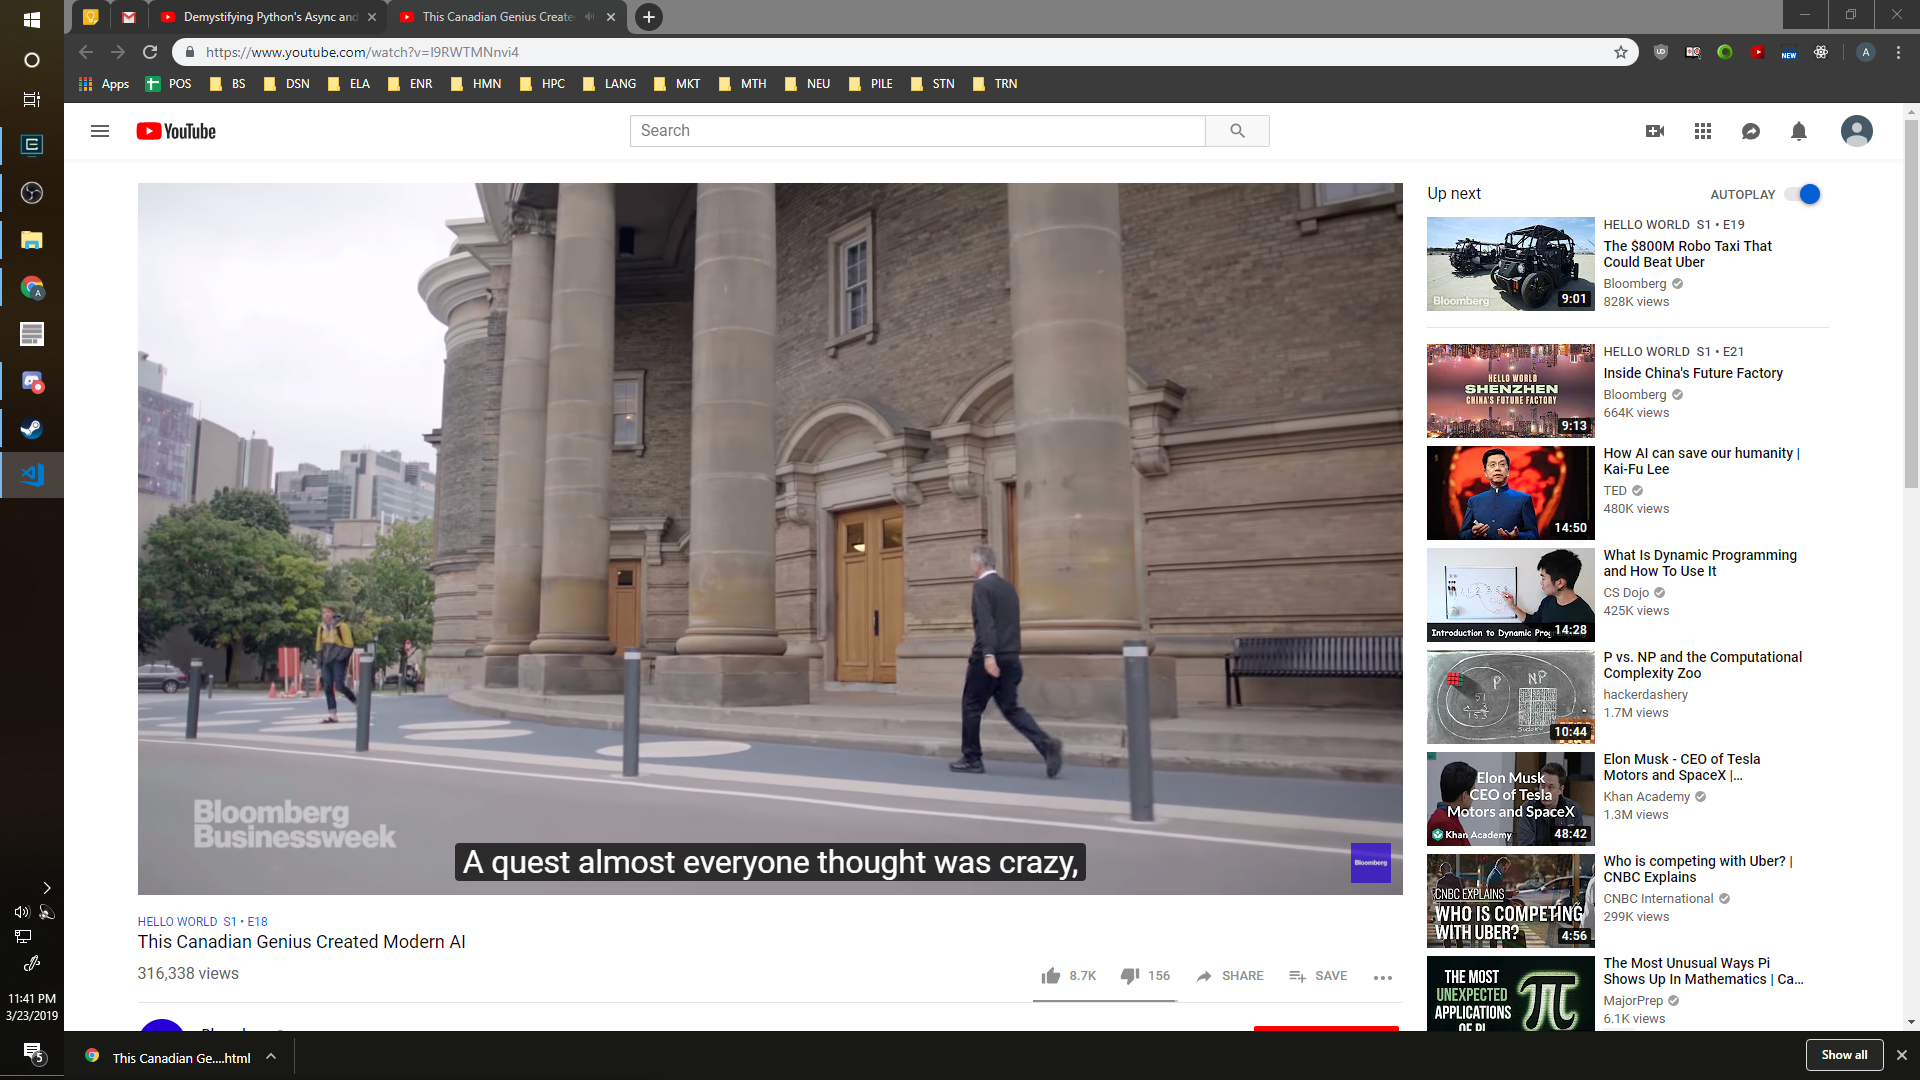 Demystifying Python's Async and
This Canadian Genius Create
https://www.youtube.com/watch?v=I9RWTMNnvi4
A
Apps
POS
BS
DSN
ELA
ENR
HMN
HPC
LANG
MKT
MTH
NEU
PILE
STN
TRN
YouTube
Search
Bloomberg
Businessweek
A quest almost everyone thought was crazy,
Bloomberg
HELLO WORLD S1 • E18
This Canadian Genius Created Modern AI
316,338 views
8.7K
156
SHARE
SAVE
Up next
AUTOPLAY
Bloomberg
9:01
HELLO WORLD S1 • E19
The $800M Robo Taxi That
Could Beat Uber
Bloomberg
828K views
HELLO WORLD
SHENZHEN
CHINA'S FUTURE FACTORY
9:13
HELLO WORLD S1 • E21
Inside China's Future Factory
Bloomberg
664K views
14:50
How AI can save our humanity |
Kai-Fu Lee
TED
480K views
Introduction to Dynamic Prog
14:28
What Is Dynamic Programming
and How To Use It
CS Dojo
425K views
P
NP
10:44
P vs. NP and the Computational
Complexity Zoo
hackerdashery
1.7M views
Elon Musk
CEO of Tesla
Motors and SpaceX
Khan Academy
48:42
Elon Musk - CEO of Tesla
Motors and SpaceX |...
Khan Academy
1.3M views
CNBC EXPLAINS
WHO IS COMPETING
WITH UBER?
4:56
Who is competing with Uber? |
CNBC Explains
CNBC International
299K views
THE MOST
UNEXPECTED
APPLICATIONS
OF PI
The Most Unusual Ways Pi
Shows Up In Mathematics | Ca...
MajorPrep
6.1K views
11:41 PM
3/23/2019
5
This Canadian Ge....html
Show all